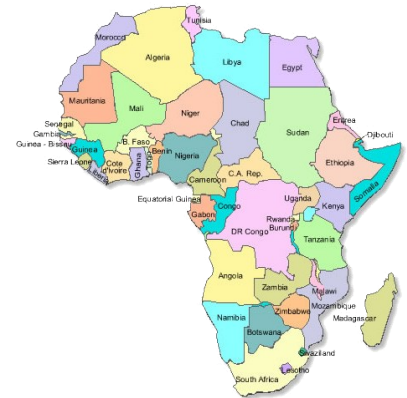 Tunisia
Morocco
Algeria
Libya
Egypt
Mauritania
Mali
Niger
Chad
Sudan
Eritrea
Djibouti
Senegal
Gambia
Guinea - Bissau
Guinea
Sierra Leone
Liberia
Cote
d'Ivoire
B. Faso
Ghana
Togo
Benin
Nigeria
Cameroon
C.A. Rep.
Ethiopia
Somalia
Equatorial Guinea
Gabon
Congo
DR Congo
Uganda
Rwanda
Burundi
Kenya
Tanzania
Angola
Zambia
Malawi
Mozambique
Madagascar
Zimbabwe
Namibia
Botswana
Swaziland
Lesotho
South Africa